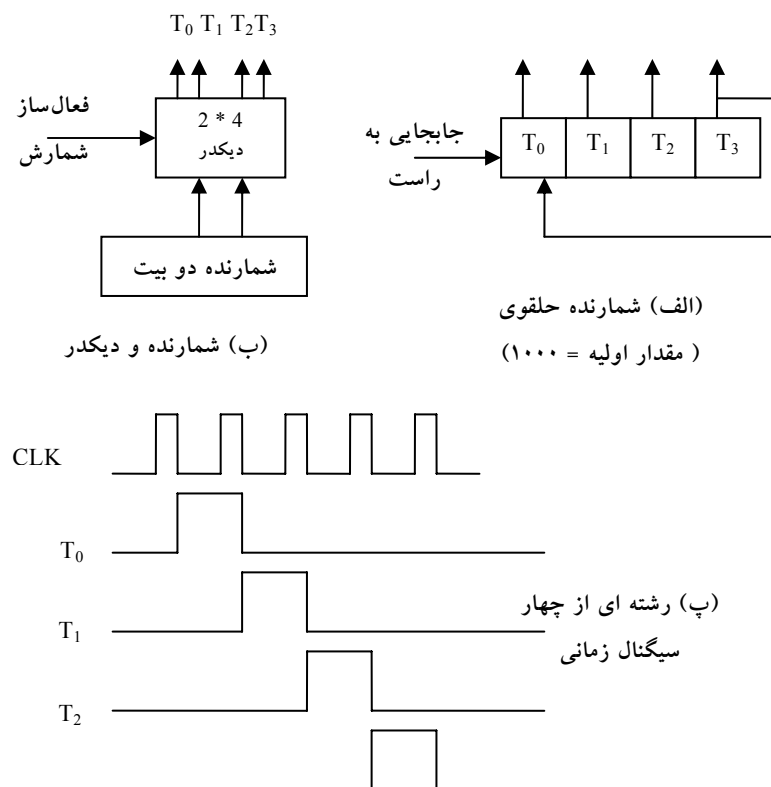 T0 T1 T2T3
فعال‌ساز
شمارش
2 * 4
دیکدر
شمارنده دو بیت
(ب) شمارنده و دیکدر
جابجایی به
راست
T0 T1 T2 T3
(الف) شمارنده حلقوی
( مقدار اولیه = ۱۰۰۰)
CLK
T0
T1
T2
(پ) رشته ای از چهار
سیگنال زمانی